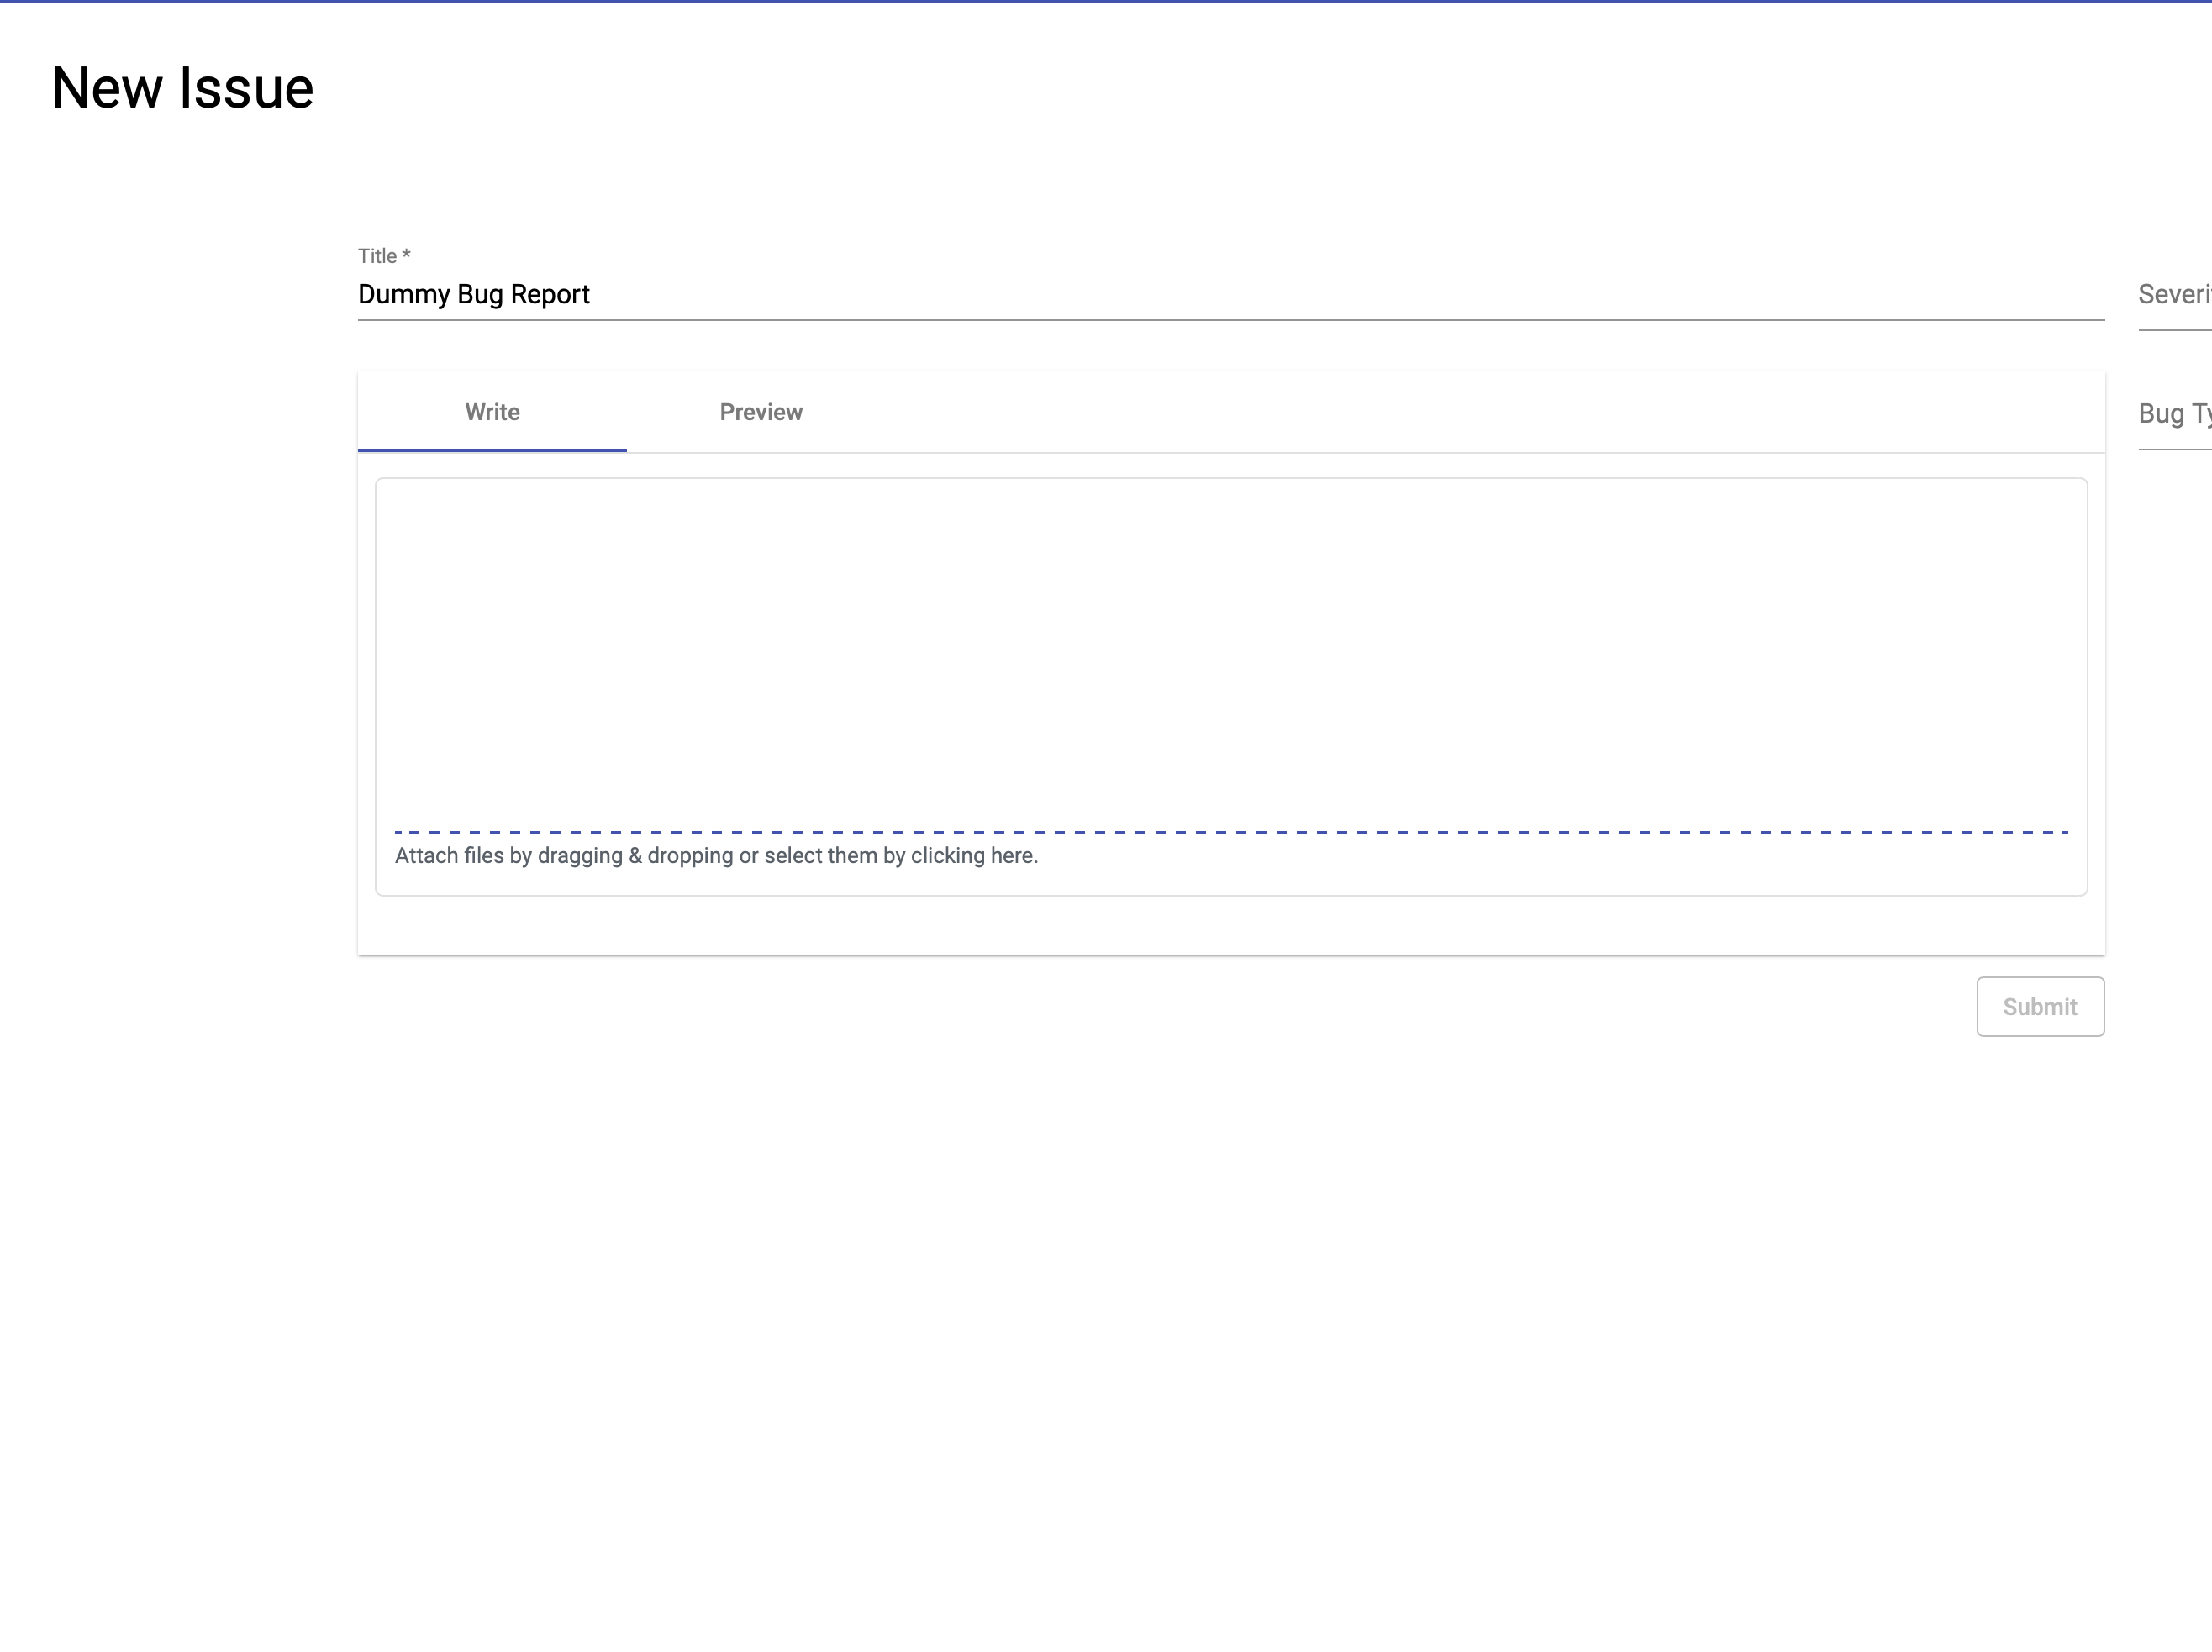 New Issue
Title *
Dummy Bug Report
Severi
Write
Preview
Bug Ty
Attach files by dragging & dropping or select them by clicking here.
Submit